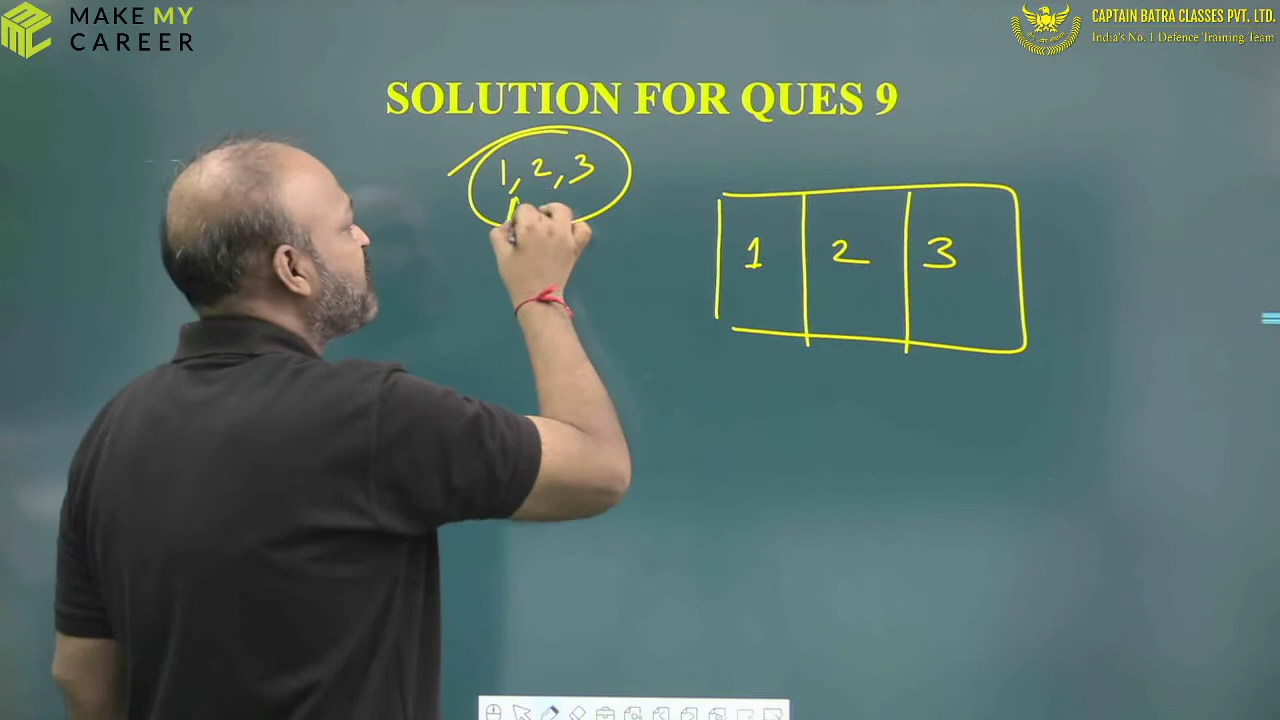 MAKE MY
CAREER
CAPTAIN BATRA CLASSES PVT. LTD.
India's No. 1 Defence Training Team
SOLUTION FOR QUES 9
1, 2, 3
1 2 3